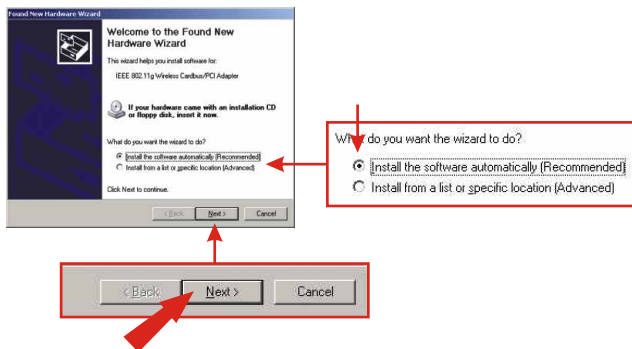 Found New Hardware Wizard
Welcome to the Found New
Hardware Wizard
This wizard helps you install software for:
IEEE 802.11g Wireless Cardbus/PCI Adapter
If your hardware came with an installation CD
or floppy disk, insert it now.
What do you want the wizard to do?
Install the software automatically (Recommended)
Install from a list or specific location (Advanced)
Click Next to continue.
< Back Next > Cancel
What do you want the wizard to do?
Install the software automatically (Recommended)
Install from a list or specific location (Advanced)
< Back Next > Cancel